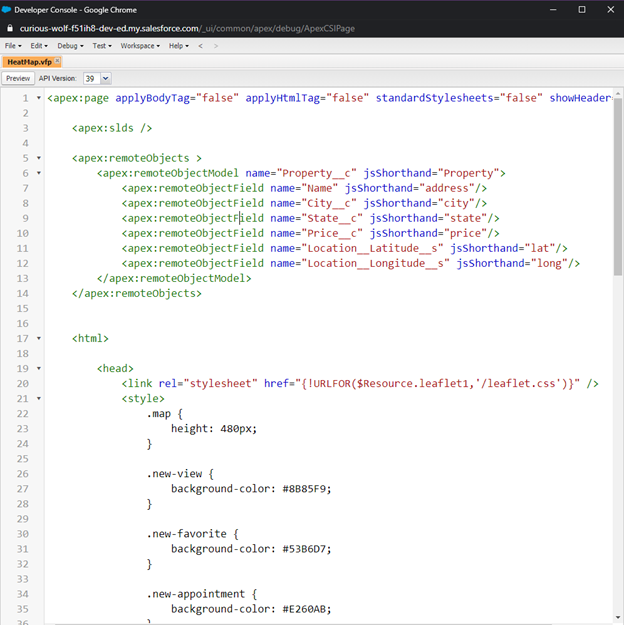 Developer Console - Google Chrome
curious-wolf-f51ih8-dev-ed.my.salesforce.com/_ui/common/apex/debug/ApexCSIPage
File Edit Debug Test Workspace Help < >
HeatMap.vfp
Preview API Version: 39
1 <apex:page applyBodyTag="false" applyHtmlTag="false" standardStylesheets="false" showHeader=
2
3 <apex:slds />
4
5 <apex:remoteObjects >
6 <apex:remoteObjectModel name="Property__c" jsShorthand="Property">
7 <apex:remoteObjectField name="Name" jsShorthand="address"/>
8 <apex:remoteObjectField name="City__c" jsShorthand="city"/>
9 <apex:remoteObjectField name="State__c" jsShorthand="state"/>
10 <apex:remoteObjectField name="Price__c" jsShorthand="price"/>
11 <apex:remoteObjectField name="Location__Latitude__s" jsShorthand="lat"/>
12 <apex:remoteObjectField name="Location__Longitude__s" jsShorthand="long"/>
13 </apex:remoteObjectModel>
14 </apex:remoteObjects>
15
16
17 <html>
18
19 <head>
20 <link rel="stylesheet" href="{!URLFOR($Resource.leaflet1,'/leaflet.css')}" />
21 <style>
22 .map {
23 height: 480px;
24 }
25
26 .new-view {
27 background-color: #8B85F9;
28 }
29
30 .new-favorite {
31 background-color: #53B6D7;
32 }
33
34 .new-appointment {
35 background-color: #E260AB;